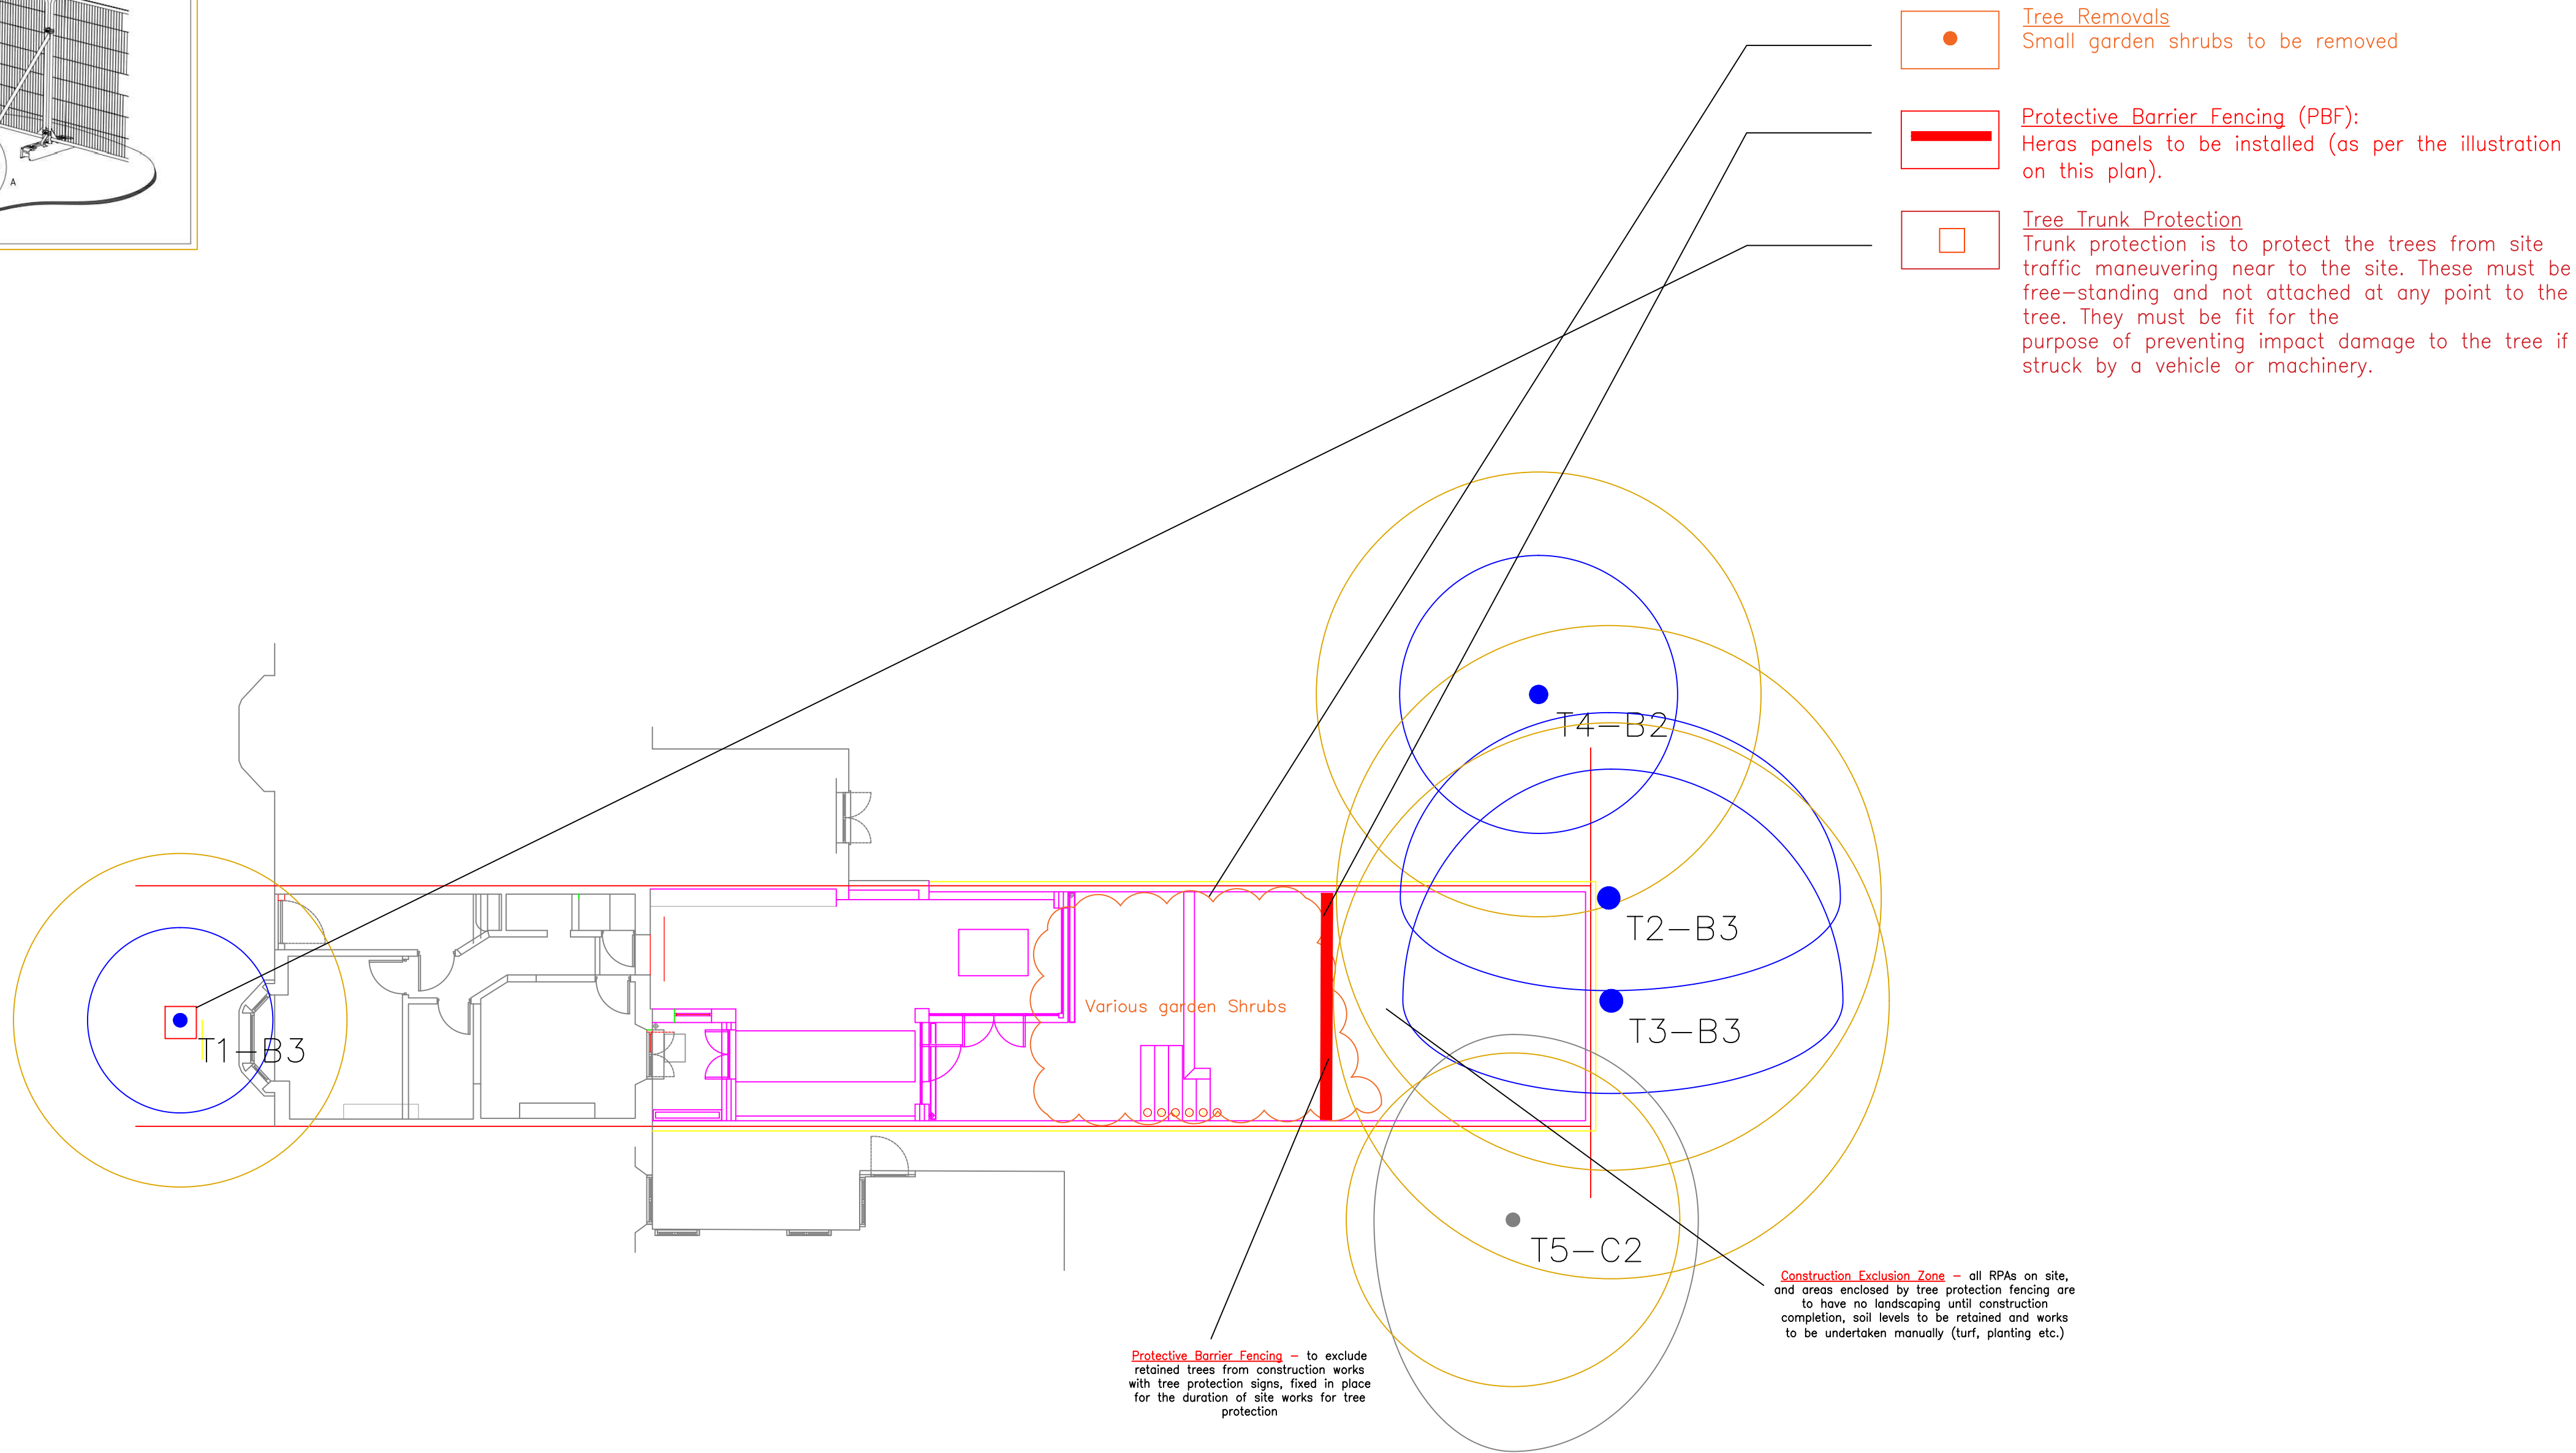 A
Tree Removals
Small garden shrubs to be removed
Protective Barrier Fencing (PBF):
Heras panels to be installed (as per the illustration
on this plan).
Tree Trunk Protection
Trunk protection is to protect the trees from site
traffic maneuvering near to the site. These must be
free-standing and not attached at any point to the
tree. They must be fit for the
purpose of preventing impact damage to the tree if
struck by a vehicle or machinery.
T4-B2
T2-B3
Various garden Shrubs
T3-B3
T1-B3
T5-C2
Construction Exclusion Zone - all RPAs on site,
and areas enclosed by tree protection fencing are
to have no landscaping until construction
completion, soil levels to be retained and works
to be undertaken manually (turf, planting etc.)
Protective Barrier Fencing - to exclude
retained trees from construction works
with tree protection signs, fixed in place
for the duration of site works for tree
protection